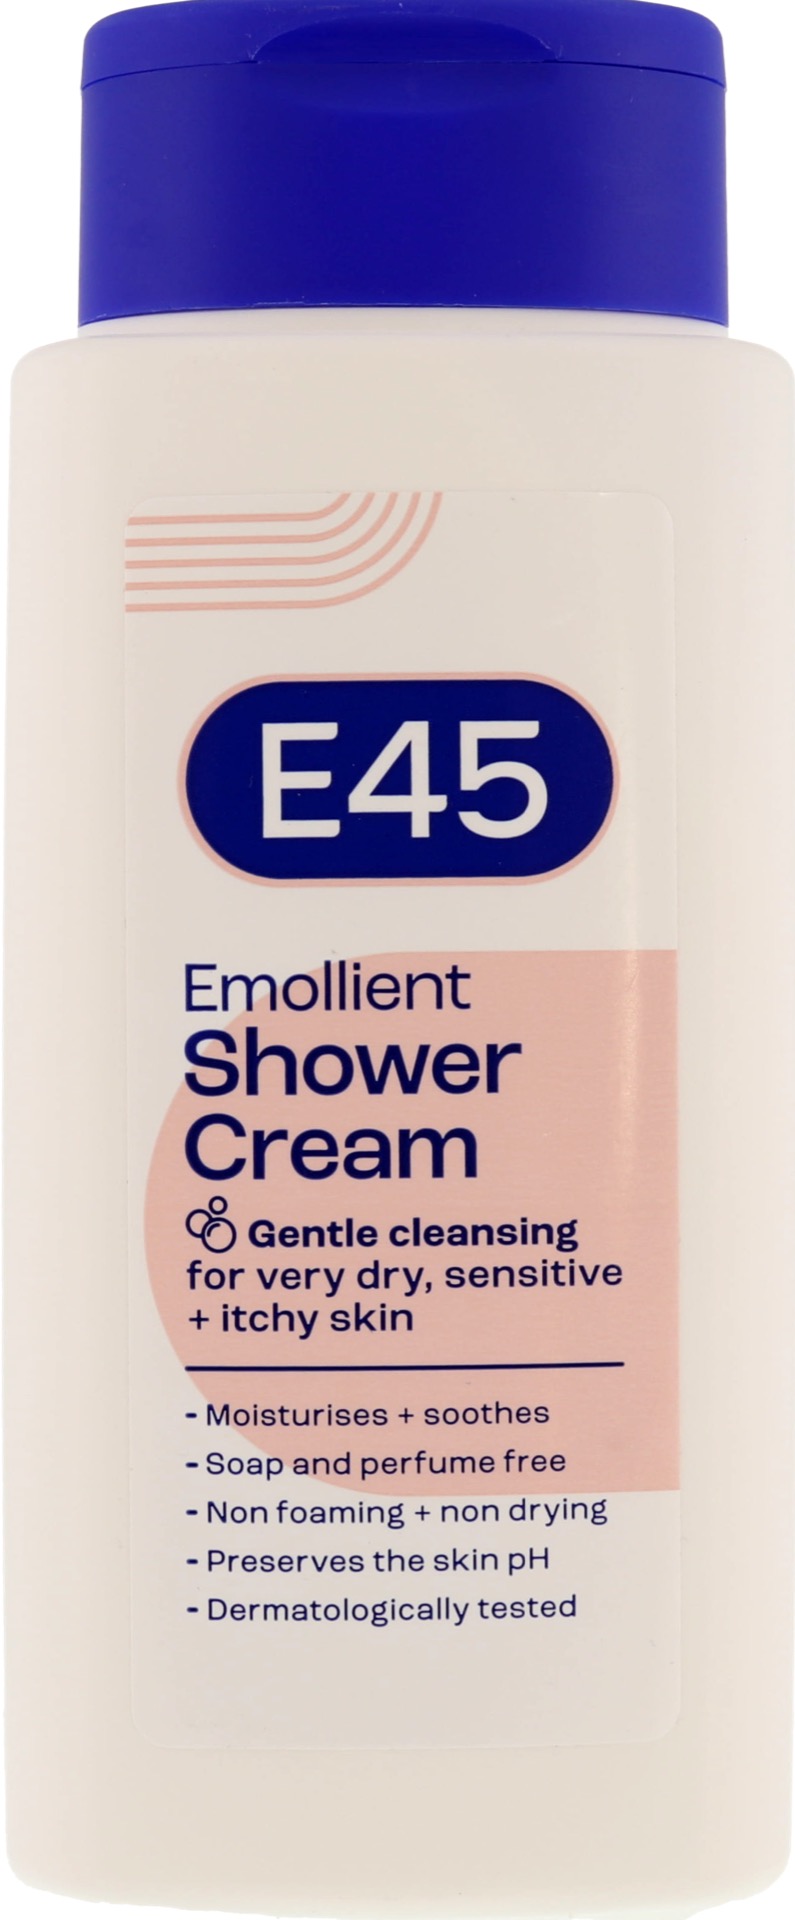 E45
Emollient
Shower
Cream
Gentle cleansing
for very dry, sensitive
+ itchy skin
- Moisturises + soothes
- Soap and perfume free
- Non foaming + non drying
- Preserves the skin pH
- Dermatologically tested